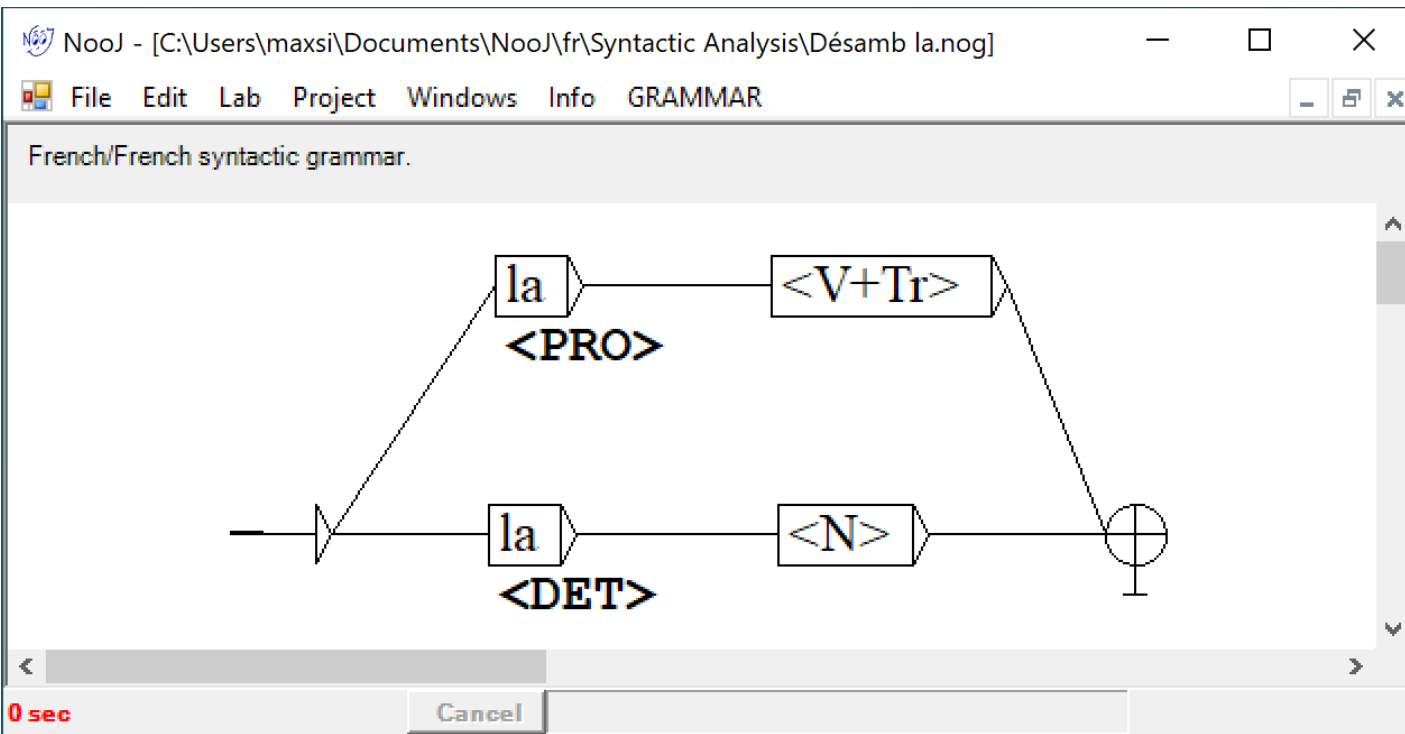 NooJ - [C:\Users\maxsi\Documents\NooJ\fr\Syntactic Analysis\Désamb la.nog]
File Edit Lab Project Windows Info GRAMMAR
French/French syntactic grammar.
la <V+Tr>
<PRO>
la <N>
<DET>
0 sec Cancel